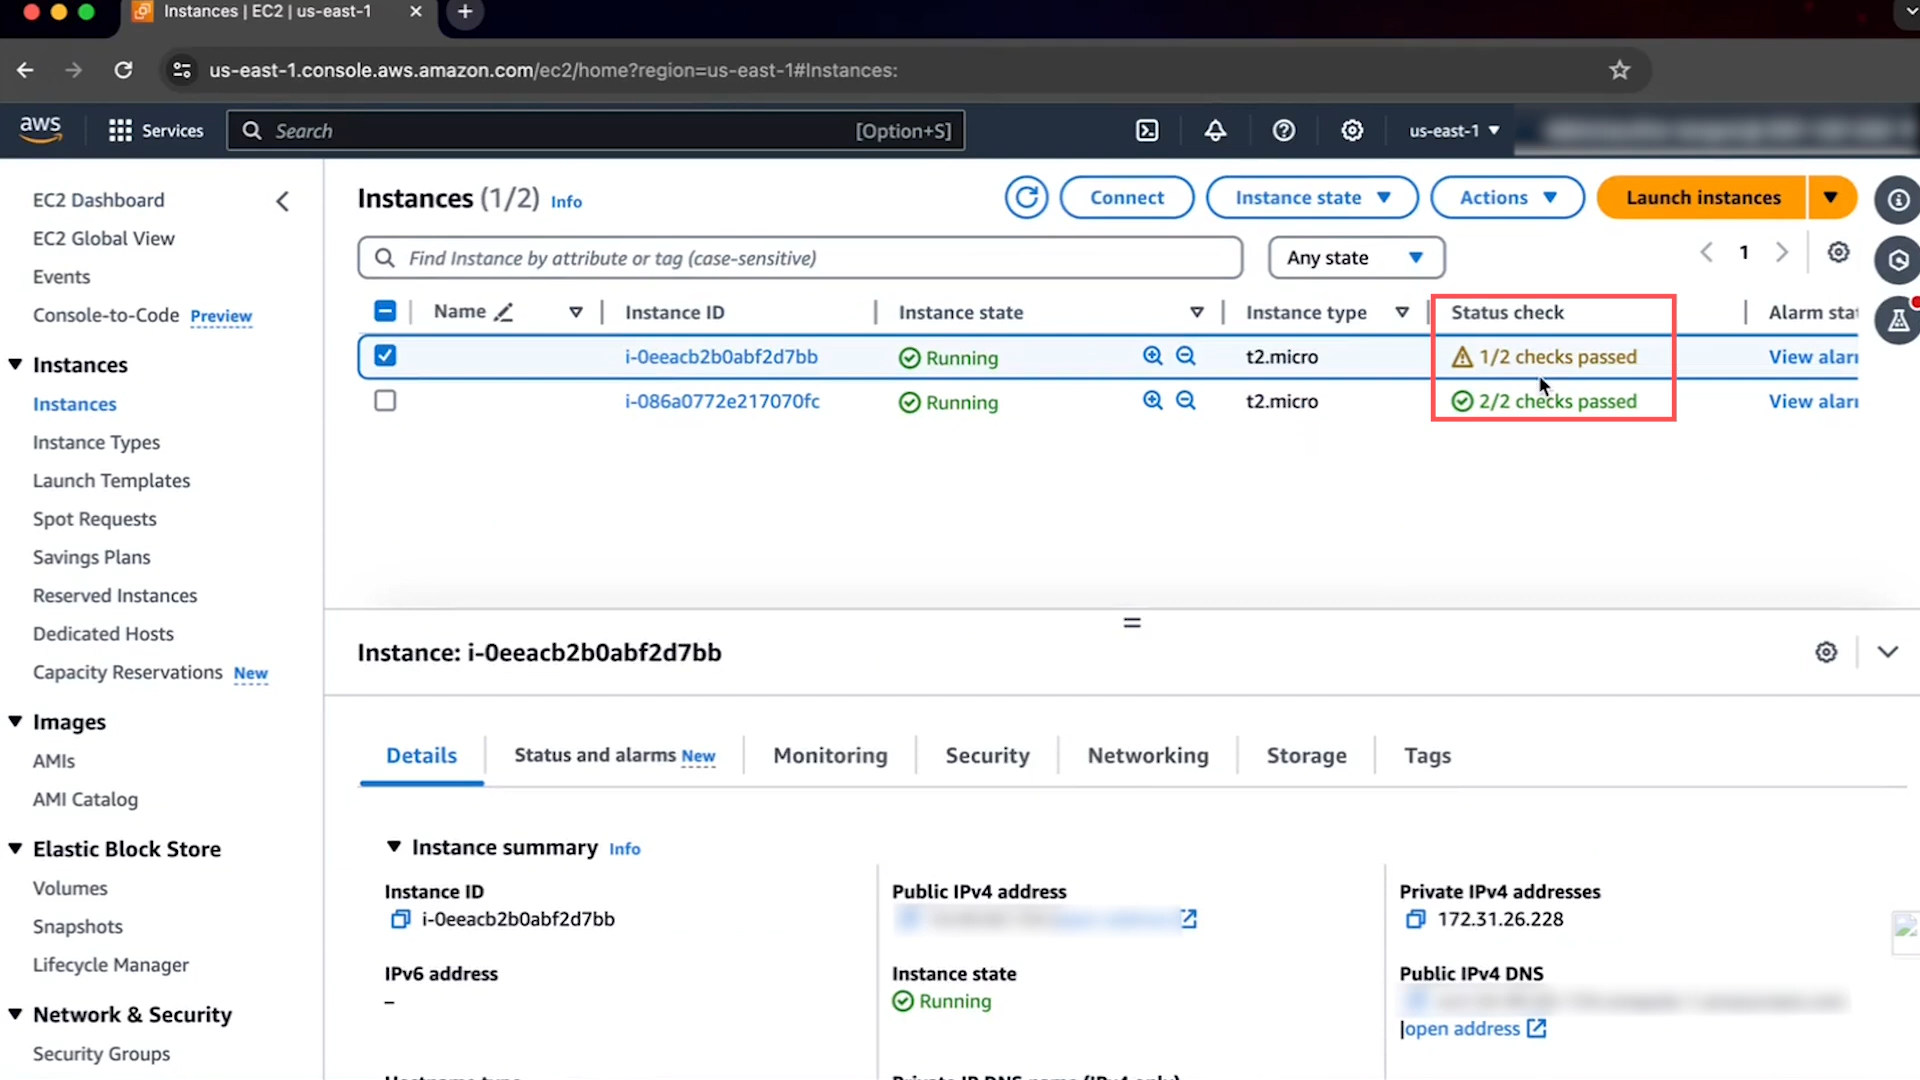 Instances | EC2 | us-east-1
us-east-1.console.aws.amazon.com/ec2/home?region=us-east-1#Instances:
aws
Services
Search
[Option+S]
us-east-1
EC2 Dashboard
EC2 Global View
Events
Console-to-Code Preview
Instances
Instances
Instance Types
Launch Templates
Spot Requests
Savings Plans
Reserved Instances
Dedicated Hosts
Capacity Reservations New
Images
AMIs
AMI Catalog
Elastic Block Store
Volumes
Snapshots
Lifecycle Manager
Network & Security
Security Groups
Instances (1/2) Info
Connect
Instance state
Actions
Launch instances
Find Instance by attribute or tag (case-sensitive)
Any state
1
Name Instance ID Instance state Instance type Status check Alarm stat
i-0eeacb2b0abf2d7bb Running t2.micro 1/2 checks passed View alarm
i-086a0772e217070fc Running t2.micro 2/2 checks passed View alarm
Instance: i-0eeacb2b0abf2d7bb
Details Status and alarms New Monitoring Security Networking Storage Tags
Instance summary Info
Instance ID
i-0eeacb2b0abf2d7bb
Public IPv4 address
Private IPv4 addresses
172.31.26.228
IPv6 address
–
Instance state
Running
Public IPv4 DNS
open address